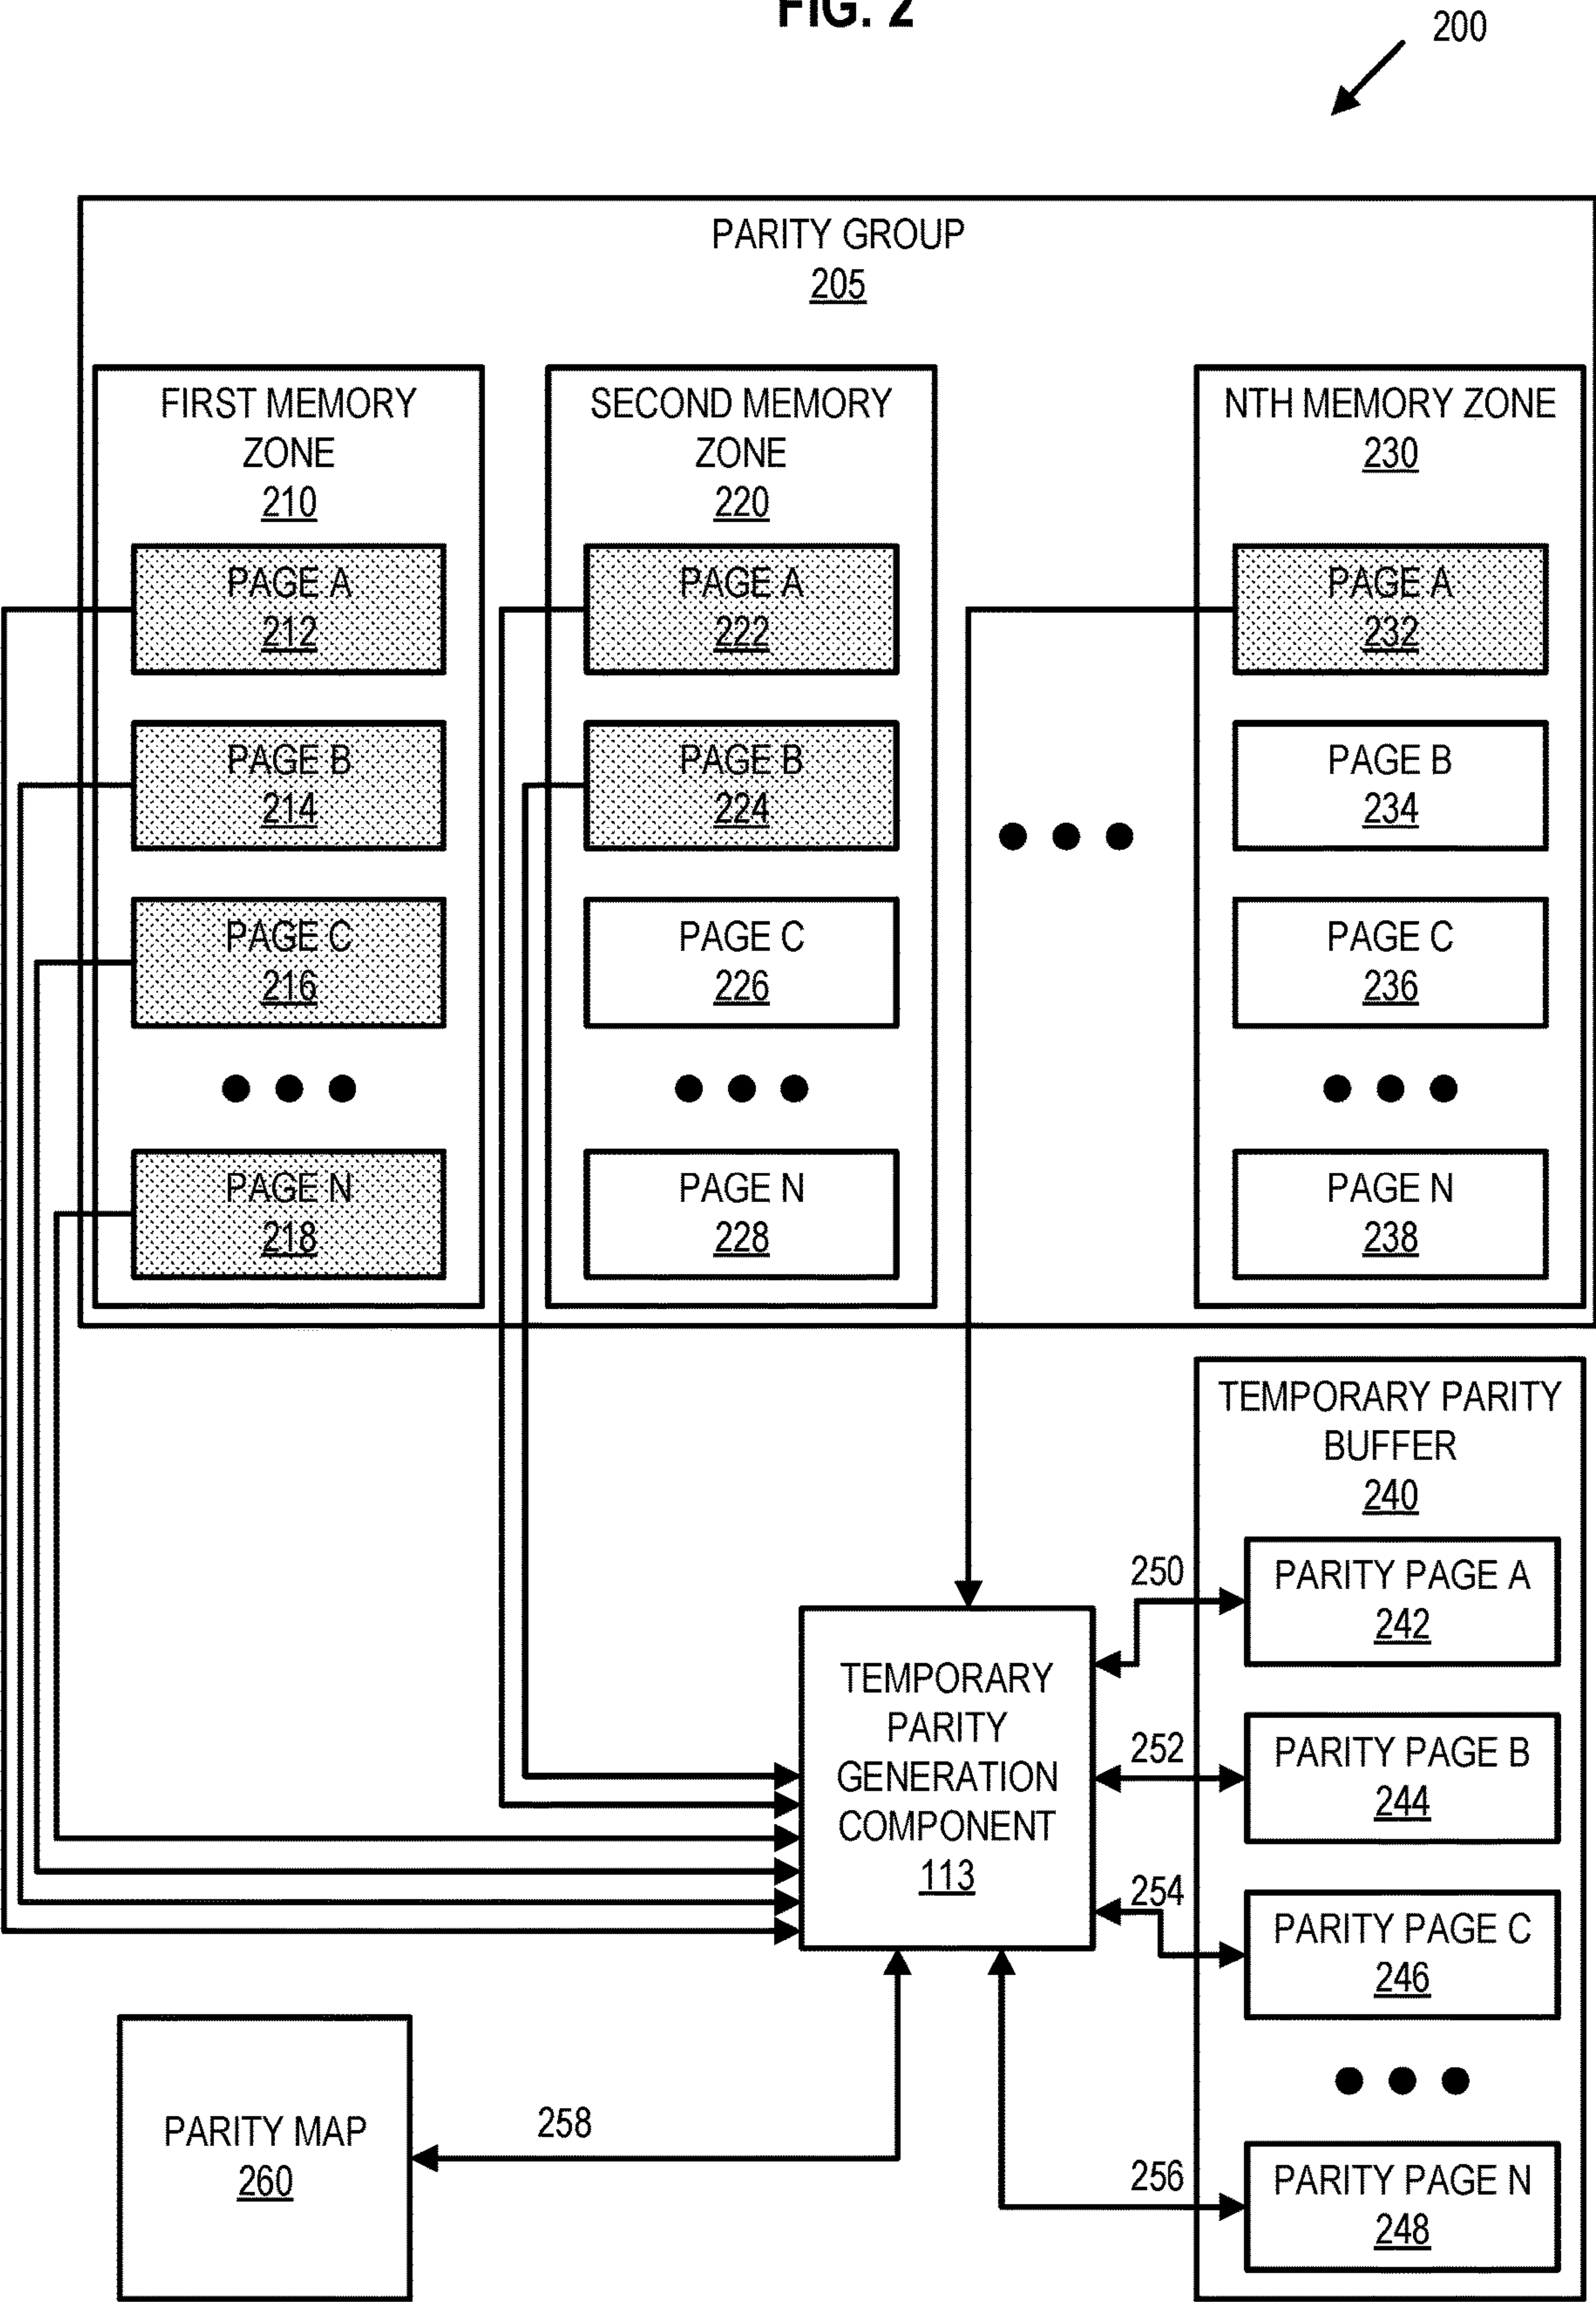 FIG. 2
200
PARITY GROUP
205
FIRST MEMORY
ZONE
210
PAGE A
212
PAGE B
214
PAGE C
216
PAGE N
218
SECOND MEMORY
ZONE
220
PAGE A
222
PAGE B
224
PAGE C
226
PAGE N
228
NTH MEMORY ZONE
230
PAGE A
232
PAGE B
234
PAGE C
236
PAGE N
238
TEMPORARY PARITY
BUFFER
240
PARITY PAGE A
242
PARITY PAGE B
244
PARITY PAGE C
246
PARITY PAGE N
248
250
252
254
256
TEMPORARY
PARITY
GENERATION
COMPONENT
113
258
PARITY MAP
260